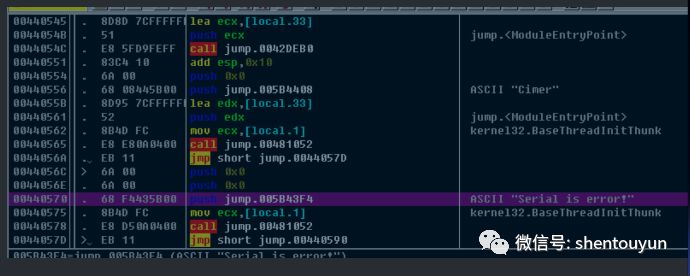 00440545 . 8D8D 7CFFFFFF lea ecx,[local.33]
0044054B . 51 push ecx jump.<ModuleEntryPoint>
0044054C . E8 5FD9FEFF call jump.0042DEB0
00440551 . 83C4 10 add esp,0x10
00440554 . 6A 00 push 0x0
00440556 . 68 08445B00 push jump.005B4408 ASCII "Cimer"
0044055B . 8D95 7CFFFFFF lea edx,[local.33]
00440561 . 52 push edx jump.<ModuleEntryPoint>
00440562 . 8B4D FC mov ecx,[local.1] kernel32.BaseThreadInitThunk
00440565 . E8 E80A0400 call jump.00481052
0044056A . EB 11 jmp short jump.0044057D
0044056C > 6A 00 push 0x0
0044056E . 6A 00 push 0x0
00440570 . 68 F4435B00 push jump.005B43F4 ASCII "Serial is error!"
00440575 . 8B4D FC mov ecx,[local.1] kernel32.BaseThreadInitThunk
00440578 . E8 D50A0400 call jump.00481052
0044057D > EB 11 jmp short jump.00440590
005B43F4=jump.005B43F4 (ASCII "Serial is error!")
微信号: shentouyun